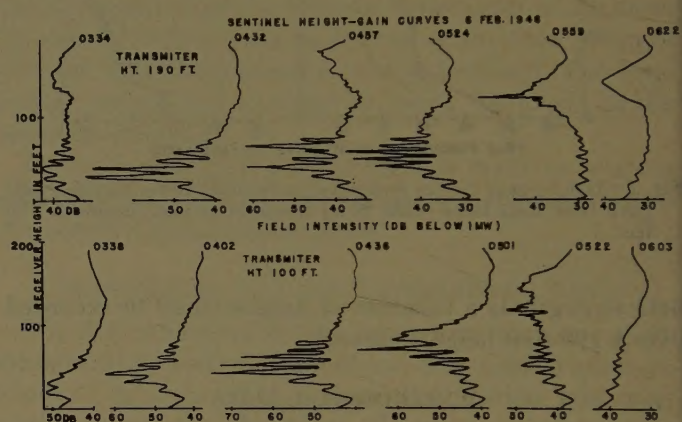 SENTINEL HEIGHT-GAIN CURVES 6 FEB. 1946
0334 0432 0457 0524 0559 0622
TRANSMITER
HT. 190 FT.
100
40 DB 50 40 60 50 40 40 30 40 30 40 30
FIELD INTENSITY (DB BELOW 1MW)
RECEIVER HEIGHT IN FEET
200
0338 0402 0436 0501 0522 0603
TRANSMITER
HT 100 FT.
100
50 DB 40 60 50 40 70 60 50 60 50 40 50 40 40 30